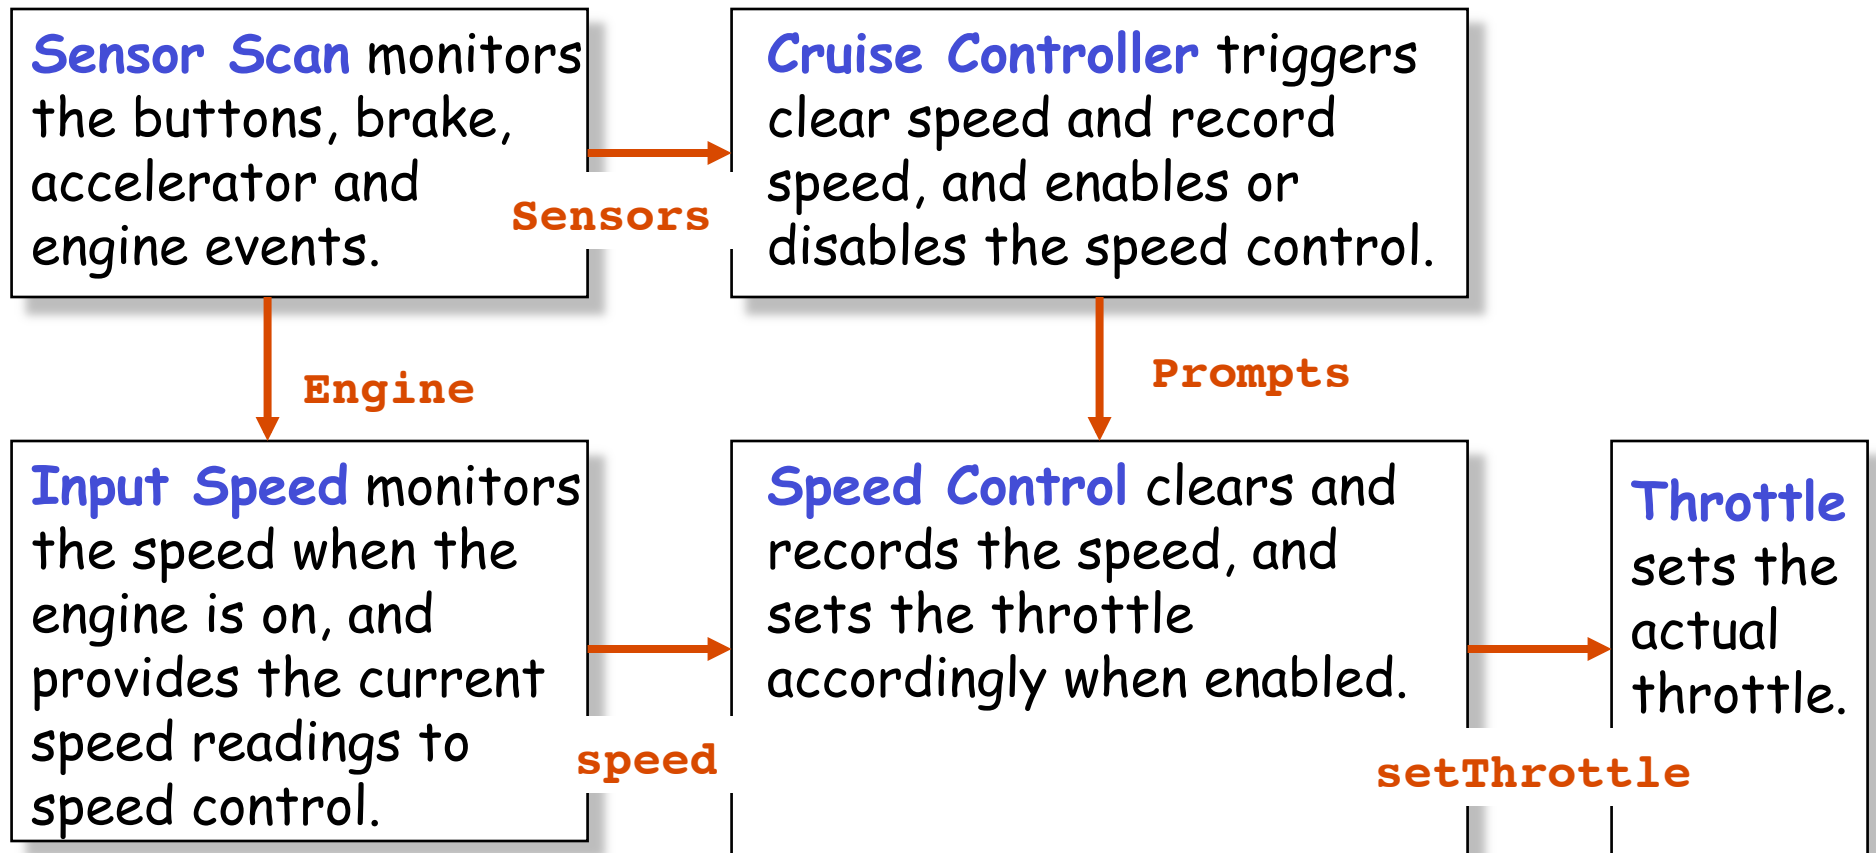 Sensor Scan monitors
the buttons, brake,
accelerator and
engine events.
Sensors
Cruise Controller triggers
clear speed and record
speed, and enables or
disables the speed control.
Engine
Prompts
Input Speed monitors
the speed when the
engine is on, and
provides the current
speed readings to
speed control.
speed
Speed Control clears and
records the speed, and
sets the throttle
accordingly when enabled.
setThrottle
Throttle
sets the
actual
throttle.